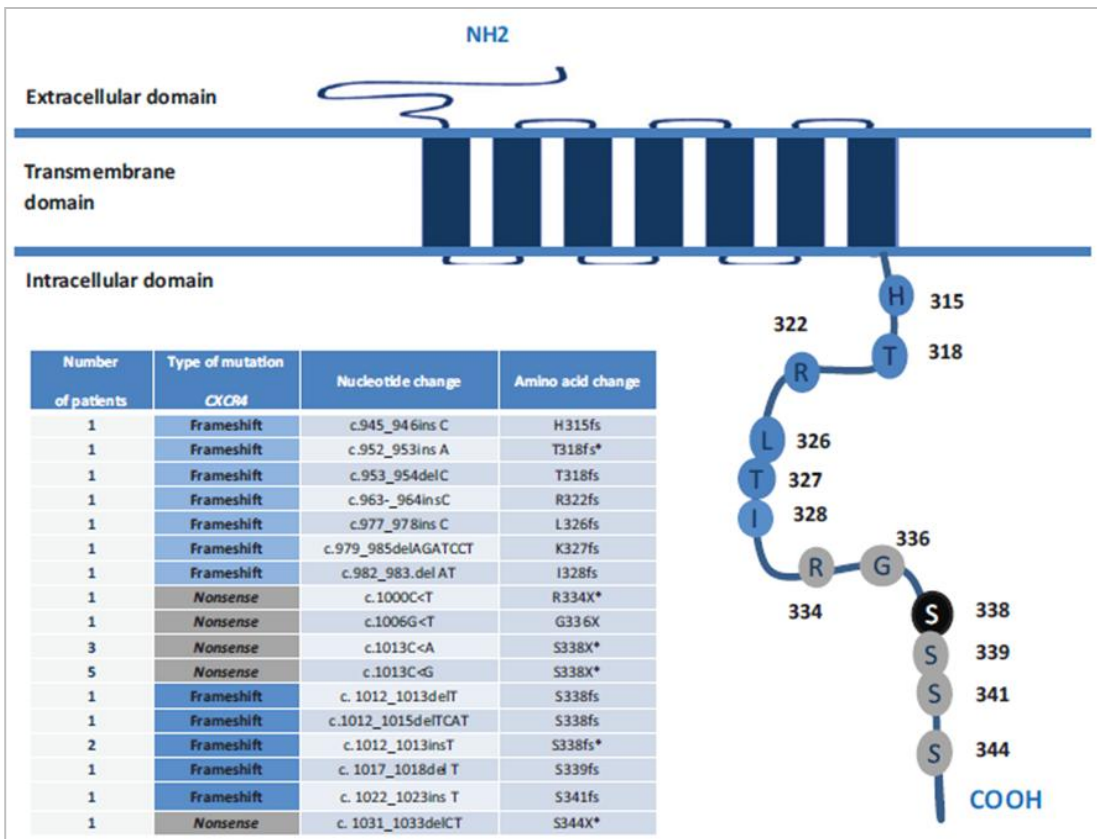 NH2
Extracellular domain
Transmembrane
domain
Intracellular domain
H 315
322
T 318
R
L 326
T 327
I 328
336
R G
334
S 338
S 339
S 341
S 344
COOH
Number of patients Type of mutation CXCR4 Nucleotide change Amino acid change
1 Frameshift c.945_946ins C H315fs
1 Frameshift c.952_953ins A T318fs*
1 Frameshift c.953_954delC T318fs
1 Frameshift c.963-_964insC R322fs
1 Frameshift c.977_978ins C L326fs
1 Frameshift c.979_985delAGATCCT K327fs
1 Frameshift c.982_983.del AT I328fs
1 Nonsense c.1000C<T R334X*
1 Nonsense c.1006G<T G336X
3 Nonsense c.1013C<A S338X*
5 Nonsense c.1013C<G S338X*
1 Frameshift c. 1012_1013delT S338fs
1 Frameshift c.1012_1015delTCAT S338fs
2 Frameshift c.1012_1013insT S338fs*
1 Frameshift c. 1017_1018del T S339fs
1 Frameshift c. 1022_1023ins T S341fs
1 Nonsense c. 1031_1033delCT S344X*